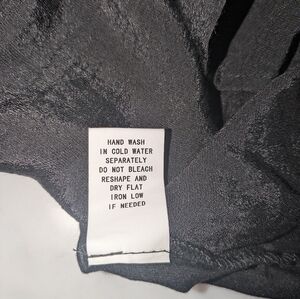 HAND WASH
IN COLD WATER
SEPARATELY
DO NOT BLEACH
RESHAPE AND
DRY FLAT
IRON LOW
IF NEEDED